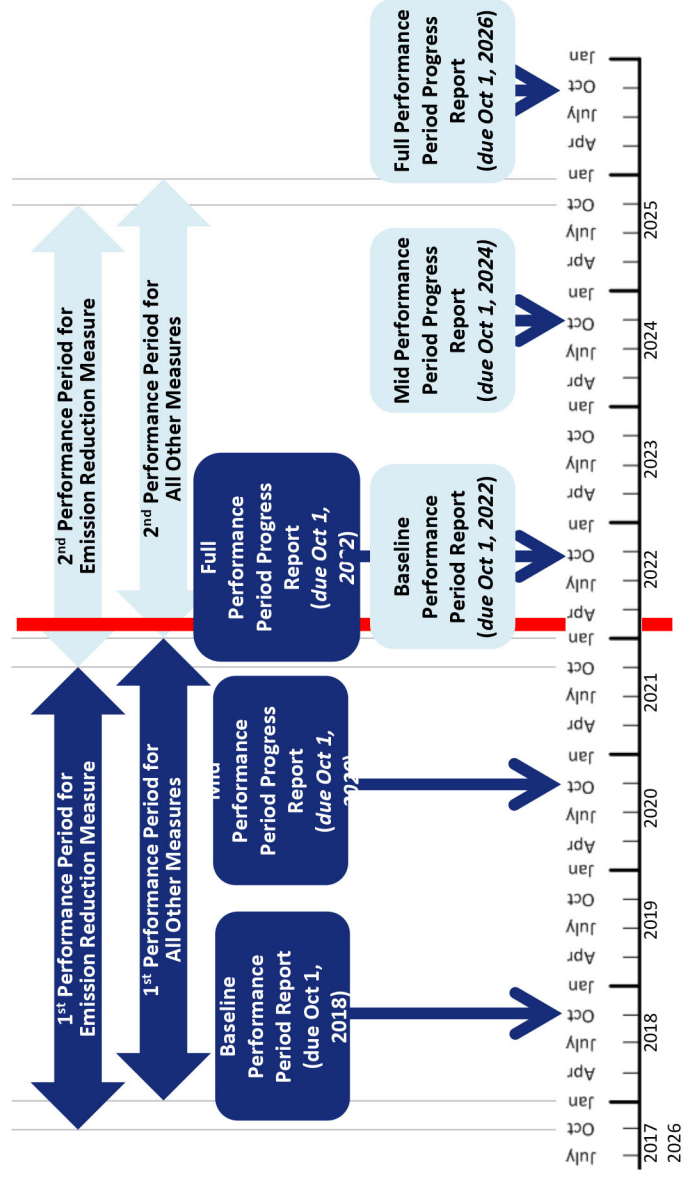 2nd Performance Period for
Emission Reduction Measure
1st Performance Period for
Emission Reduction Measure
2nd Performance Period for
All Other Measures
1st Performance Period for
All Other Measures
Baseline
Performance
Period Report
(due Oct 1,
2018)
Mid
Performance
Period Progress
Report
(due Oct 1,
2020)
Full
Performance
Period Progress
Report
(due Oct 1,
2022)
Baseline
Performance
Period Report
(due Oct 1, 2022)
Mid Performance
Period Progress
Report
(due Oct 1, 2024)
Full Performance
Period Progress
Report
(due Oct 1, 2026)
July Oct Jan Apr July Oct Jan Apr July Oct Jan Apr July Oct Jan Apr July Oct Jan Apr July Oct Jan Apr July Oct Jan Apr July Oct Jan Apr July Oct Jan Apr July Oct Jan
2017 2018 2019 2020 2021 2022 2023 2024 2025
2026